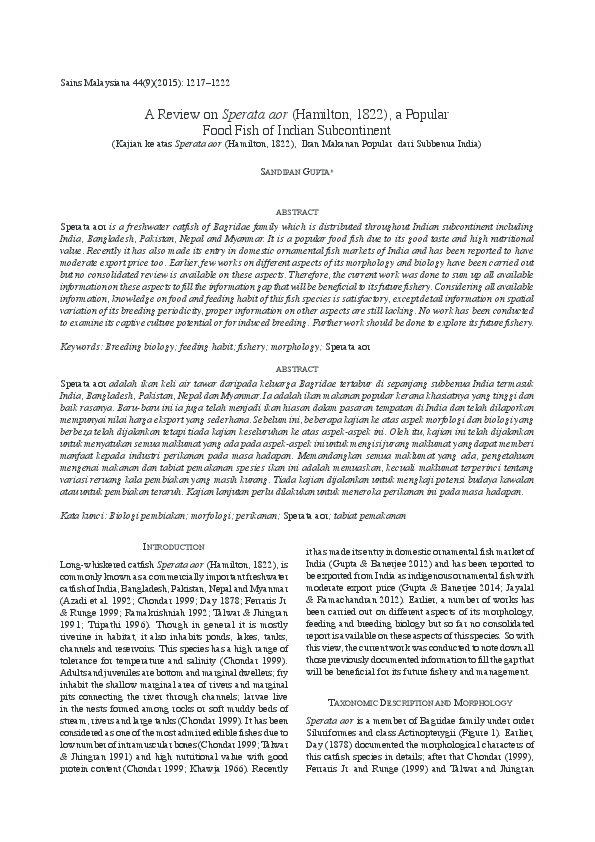 Sains Malaysiana 44(9)(2015): 1217–1222
A Review on Sperata aor (Hamilton, 1822), a Popular
Food Fish of Indian Subcontinent
(Kajian ke atas Sperata aor (Hamilton, 1822), Ikan Makanan Popular dari Subbenua India)
SANDIPAN GUPTA*
ABSTRACT
Sperata aor is a freshwater catfish of Bagridae family which is distributed throughout Indian subcontinent including
India, Bangladesh, Pakistan, Nepal and Myanmar. It is a popular food fish due to its good taste and high nutritional
value. Recently it has also made its entry in domestic ornamental fish markets of India and has been reported to have
moderate export price too. Earlier, few works on different aspects of its morphology and biology have been carried out
but no consolidated review is available on these aspects. Therefore, the current work was done to sum up all available
information on these aspects to fill the information gap that will be beneficial to its future fishery. Considering all available
information, knowledge on food and feeding habit of this fish species is satisfactory, except detail information on spatial
variation of its breeding periodicity, proper information on other aspects are still lacking. No work has been conducted
to examine its captive culture potential or for induced breeding. Further work should be done to explore its future fishery.
Keywords: Breeding biology; feeding habit; fishery; morphology; Sperata aor
ABSTRACT
Sperata aor adalah ikan keli air tawar daripada keluarga Bagridae tertabur di sepanjang subbenua India termasuk
India, Bangladesh, Pakistan, Nepal dan Myanmar. Ia adalah ikan makanan popular kerana khasiatnya yang tinggi dan
baik rasanya. Baru-baru ini ia juga telah menjadi ikan hiasan dalam pasaran tempatan di India dan telah dilaporkan
mempunyai nilai harga eksport yang sederhana. Sebelum ini, beberapa kajian ke atas aspek morfologi dan biologi yang
berbeza telah dijalankan tetapi tiada kajian keseluruhan ke atas aspek-aspek ini. Oleh itu, kajian ini telah dijalankan
untuk menyatukan semua maklumat yang ada pada aspek-aspek ini untuk mengisi jurang maklumat yang dapat memberi
manfaat kepada industri perikanan pada masa hadapan. Memandangkan semua maklumat yang ada, pengetahuan
mengenai makanan dan tabiat pemakanan spesies ikan ini adalah memuaskan, kecuali maklumat terperinci tentang
variasi reruang kala pembiakan yang masih kurang. Tiada kajian dijalankan untuk mengkaji potensi budaya kawalan
atau untuk pembiakan teraruh. Kajian lanjutan perlu dilakukan untuk meneroka perikanan ini pada masa hadapan.
Kata kunci: Biologi pembiakan; morfologi; perikanan; Sperata aor; tabiat pemakanan
INTRODUCTION
Long-whiskered catfish Sperata aor (Hamilton, 1822), is
commonly known as a commercially important freshwater
catfish of India, Bangladesh, Pakistan, Nepal and Myanmar
(Azadi et al. 1992; Chondar 1999; Day 1878; Ferraris Jr.
& Runge 1999; Ramakrishniah 1992; Talwar & Jhingran
1991; Tripathi 1996). Though in general it is mostly
riverine in habitat, it also inhabits ponds, lakes, tanks,
channels and reservoirs. This species has a high range of
tolerance for temperature and salinity (Chondar 1999).
Adults and juveniles are bottom and marginal dwellers; fry
inhabit the shallow marginal area of rivers and marginal
pits connecting the river through channels; larvae live
in the nests formed among rocks or soft muddy beds of
stream, rivers and large tanks (Chondar 1999). It has been
considered as one of the most admired edible fishes due to
low number of intramuscular bones (Chondar 1999; Talwar
& Jhingran 1991) and high nutritional value with good
protein content (Chondar 1999; Khawja 1966). Recently
it has made its entry in domestic ornamental fish market of
India (Gupta & Banerjee 2012) and has been reported to
be exported from India as indigenous ornamental fish with
moderate export price (Gupta & Banerjee 2014; Jayalal
& Ramachandran 2012). Earlier, a number of works has
been carried out on different aspects of its morphology,
feeding and breeding biology but so far no consolidated
report is available on these aspects of this species. So with
this view, the current work was conducted to note down all
those previously documented information to fill the gap that
will be beneficial for its future fishery and management.
TAXONOMIC DESCRIPTION AND MORPHOLOGY
Sperata aor is a member of Bagridae family under order
Siluriformes and class Actinopterygii (Figure 1). Earlier,
Day (1878) documented the morphological characters of
this catfish species in details; after that Chondar (1999),
Ferraris Jr. and Runge (1999) and Talwar and Jhingran